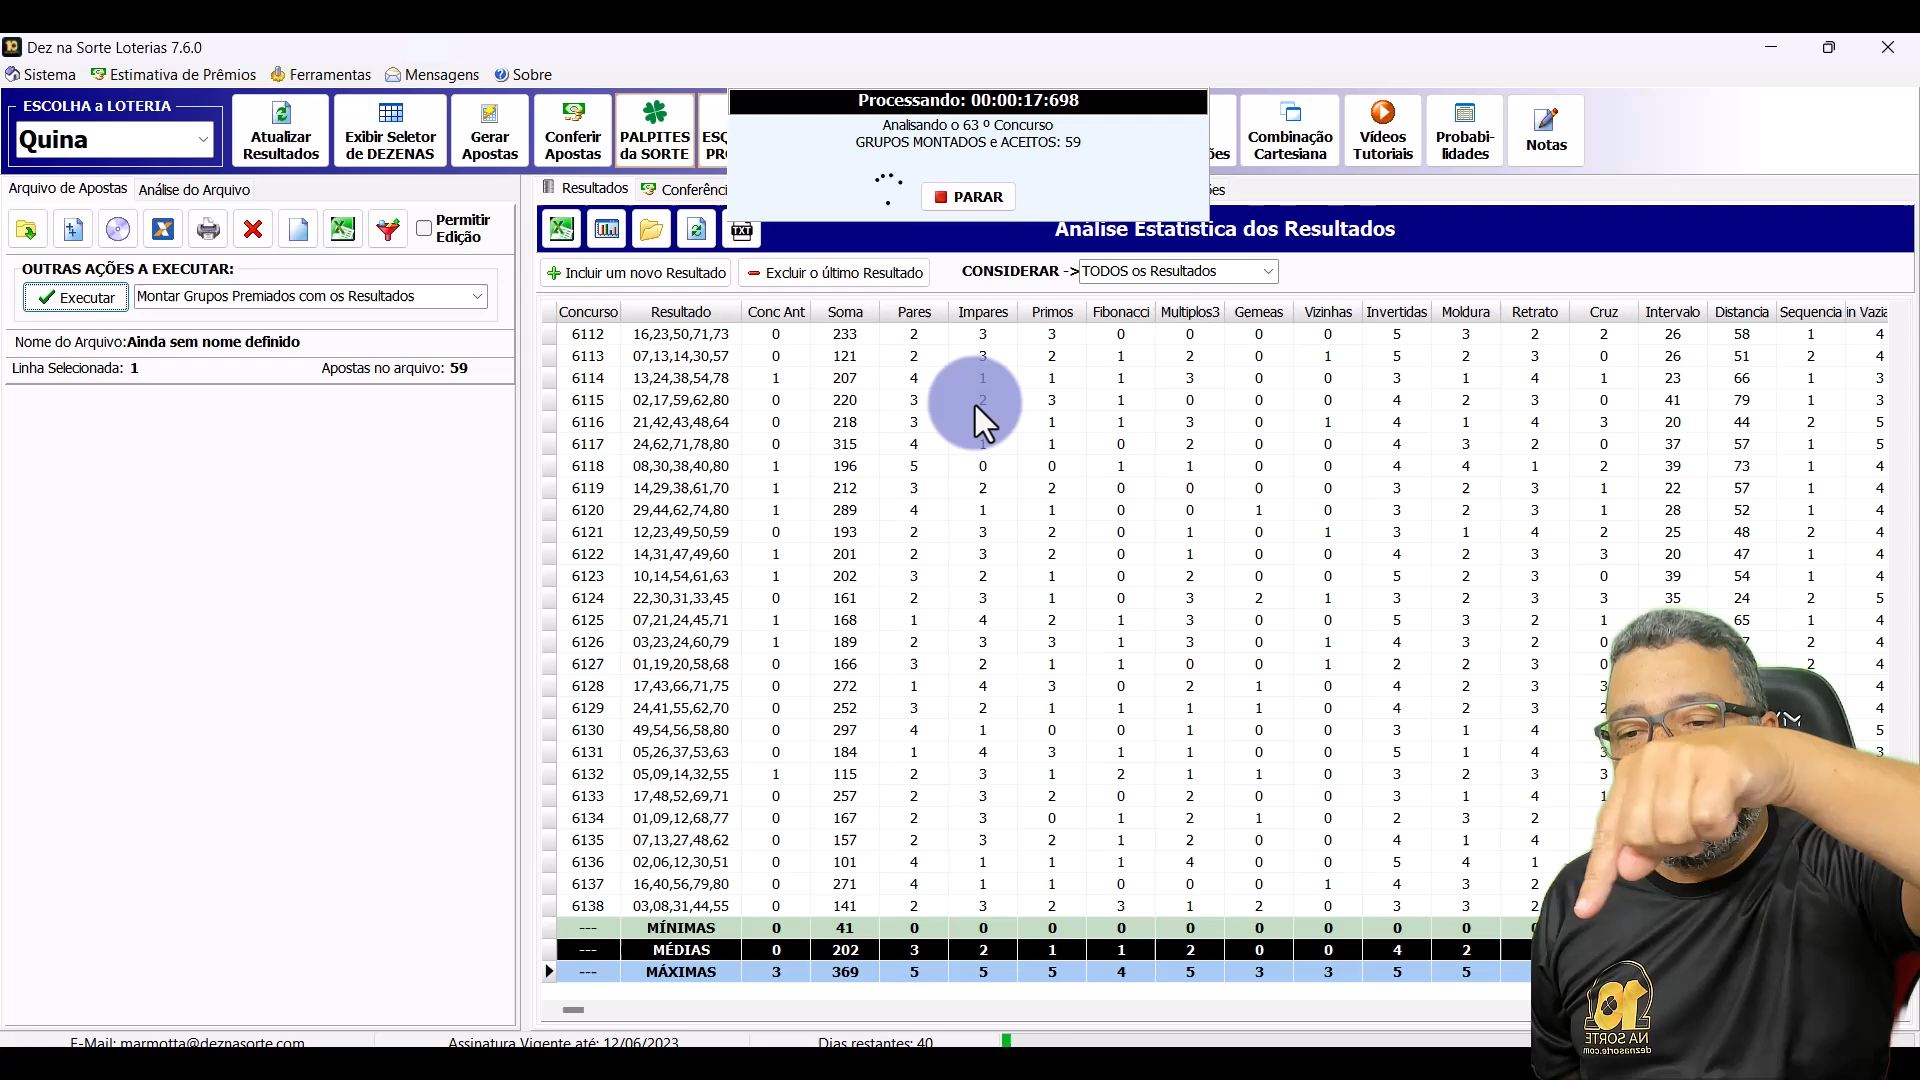 Dez na Sorte Loterias 7.6.0
Sistema Estimativa de Prêmios Ferramentas Mensagens Sobre
ESCOLHA a LOTERIA
Quina
Atualizar Resultados
Exibir Seletor de DEZENAS
Gerar Apostas
Conferir Apostas
PALPITES da SORTE
Processando: 00:00:17:698
Analisando o 63 º Concurso
GRUPOS MONTADOS e ACEITOS: 59
PARAR
Combinação Cartesiana
Vídeos Tutoriais
Probabi-lidades
Notas
Arquivo de Apostas Análise do Arquivo
Resultados
Permitir Edição
TXT
Análise Estatistica dos Resultados
OUTRAS AÇÕES A EXECUTAR:
Executar Montar Grupos Premiados com os Resultados
Incluir um novo Resultado Excluir o último Resultado CONSIDERAR -> TODOS os Resultados
Nome do Arquivo:Ainda sem nome definido
Linha Selecionada: 1 Apostas no arquivo: 59
Concurso Resultado Conc Ant Soma Pares Impares Primos Fibonacci Multiplos3 Gemeas Vizinhas Invertidas Moldura Retrato Cruz Intervalo Distancia Sequencia in Vazia
6112 16,23,50,71,73 0 233 2 3 3 0 0 0 0 5 3 2 2 26 58 1 4
6113 07,13,14,30,57 0 121 2 3 2 1 2 0 1 5 2 3 0 26 51 2 4
6114 13,24,38,54,78 1 207 4 1 1 1 3 0 0 3 1 4 1 23 66 1 3
6115 02,17,59,62,80 0 220 3 2 3 1 0 0 0 4 2 3 0 41 79 1 3
6116 21,42,43,48,64 0 218 3 1 1 3 0 1 4 1 4 3 20 44 2 5
6117 24,62,71,78,80 0 315 4 1 1 0 2 0 0 4 3 2 0 37 57 1 5
6118 08,30,38,40,80 1 196 5 0 0 1 1 0 0 4 4 1 2 39 73 1 4
6119 14,29,38,61,70 1 212 3 2 2 0 0 0 0 3 2 3 1 22 57 1 4
6120 29,44,62,74,80 1 289 4 1 1 0 0 1 0 3 2 3 1 28 52 1 4
6121 12,23,49,50,59 0 193 2 3 2 0 1 0 1 3 1 4 2 25 48 2 4
6122 14,31,47,49,60 1 201 2 3 2 0 1 0 0 4 2 3 3 20 47 1 4
6123 10,14,54,61,63 1 202 3 2 1 0 2 0 0 5 2 3 0 39 54 1 4
6124 22,30,31,33,45 0 161 2 3 1 0 3 2 1 3 2 3 3 35 24 2 5
6125 07,21,24,45,71 1 168 1 4 2 1 3 0 0 5 3 2 1 65 1 4
6126 03,23,24,60,79 1 189 2 3 3 1 3 0 1 4 3 2 0 2 4
6127 01,19,20,58,68 0 166 3 2 1 1 0 0 1 2 2 3 0 2 4
6128 17,43,66,71,75 0 272 1 4 3 0 2 1 0 4 2 3 3 4
6129 24,41,55,62,70 0 252 3 2 1 1 1 1 0 4 2 3 4
6130 49,54,56,58,80 0 297 4 1 0 0 1 0 0 3 1 4 5
6131 05,26,37,53,63 0 184 1 4 3 1 1 0 0 5 1 4 3 3
6132 05,09,14,32,55 1 115 2 3 1 2 1 1 0 3 2 3 3
6133 17,48,52,69,71 0 257 2 3 2 0 2 0 0 3 1 4 1
6134 01,09,12,68,77 0 167 2 3 0 1 2 1 0 2 3 2
6135 07,13,27,48,62 0 157 2 3 2 1 2 0 0 4 1 4
6136 02,06,12,30,51 0 101 4 1 1 1 4 0 0 5 4 1
6137 16,40,56,79,80 0 271 4 1 1 0 0 0 1 4 3 2
6138 03,08,31,44,55 0 141 2 3 2 3 1 2 0 3 3 2
--- MÍNIMAS 0 41 0 0 0 0 0 0 0 0 0
--- MÉDIAS 0 202 3 2 1 1 2 0 0 4 2
--- MÁXIMAS 3 369 5 5 5 4 5 3 3 5 5
E-Mail: marmotta@deznasorte.com Assinatura Vigente até: 12/06/2023 Dias restantes: 40
NA SORTE
deznasorte.com